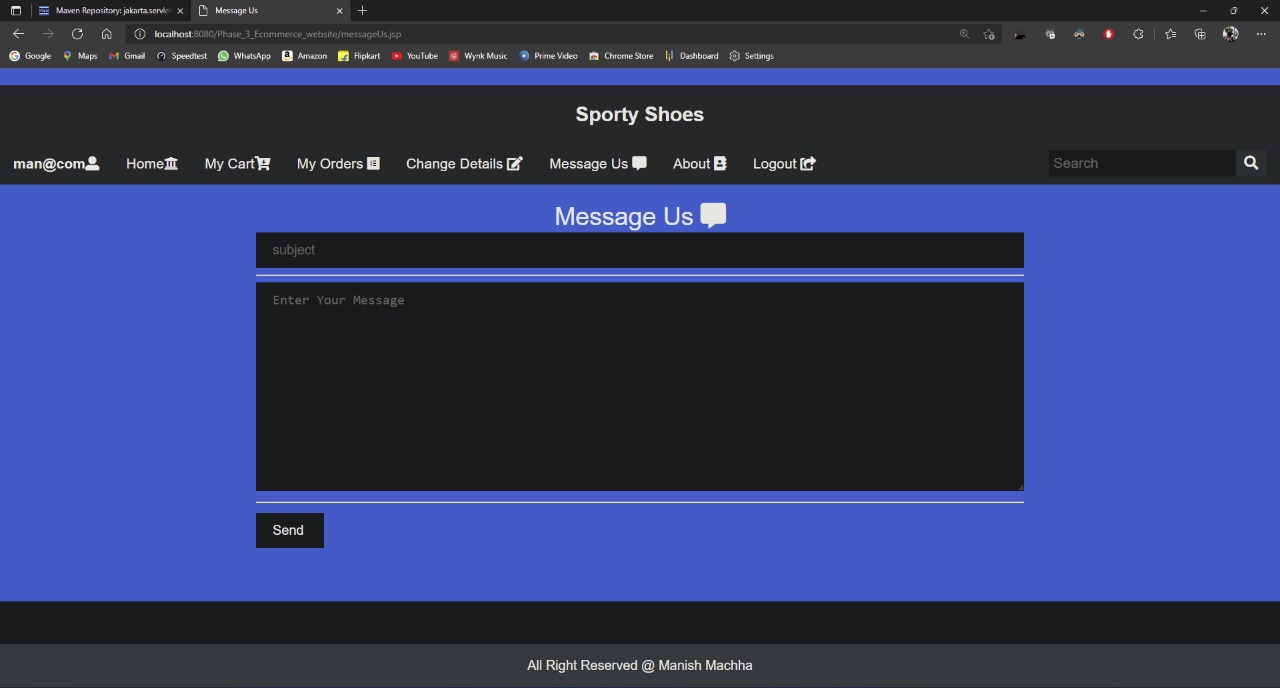 Maven Repository: jakarta.servlet
Message Us
localhost:8080/Phase_3_Ecommerce_website/messageUs.jsp
Google Maps Gmail Speedtest WhatsApp Amazon Flipkart YouTube Wynk Music Prime Video Chrome Store Dashboard Settings
Sporty Shoes
man@com Home My Cart My Orders Change Details Message Us About Logout Search
Message Us
subject
Enter Your Message
Send
All Right Reserved @ Manish Machha